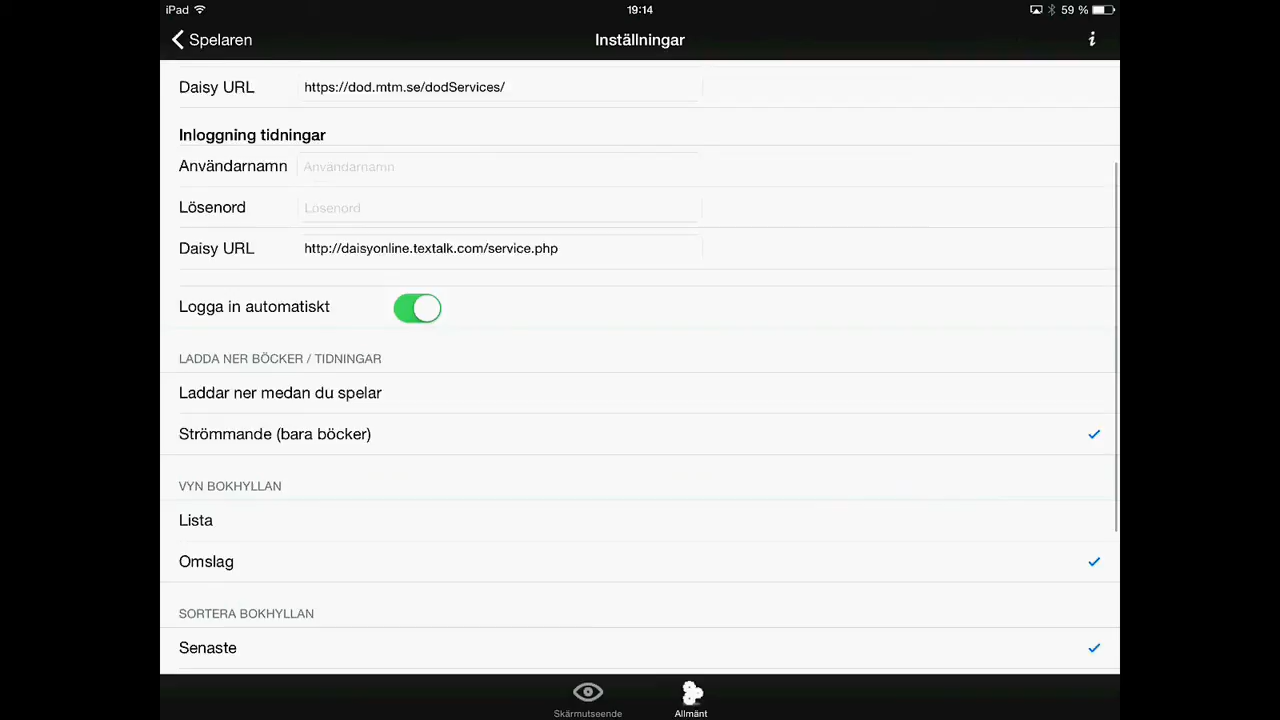 iPad 19:14 59 %
Spelaren Inställningar i
Daisy URL https://dod.mtm.se/dodServices/
Inloggning tidningar
Användarnamn Användarnamn
Lösenord Lösenord
Daisy URL http://daisyonline.textalk.com/service.php
Logga in automatiskt
LADDA NER BÖCKER / TIDNINGAR
Laddar ner medan du spelar
Strömmande (bara böcker)
VYN BOKHYLLAN
Lista
Omslag
SORTERA BOKHYLLAN
Senaste
Skärmutseende Allmänt